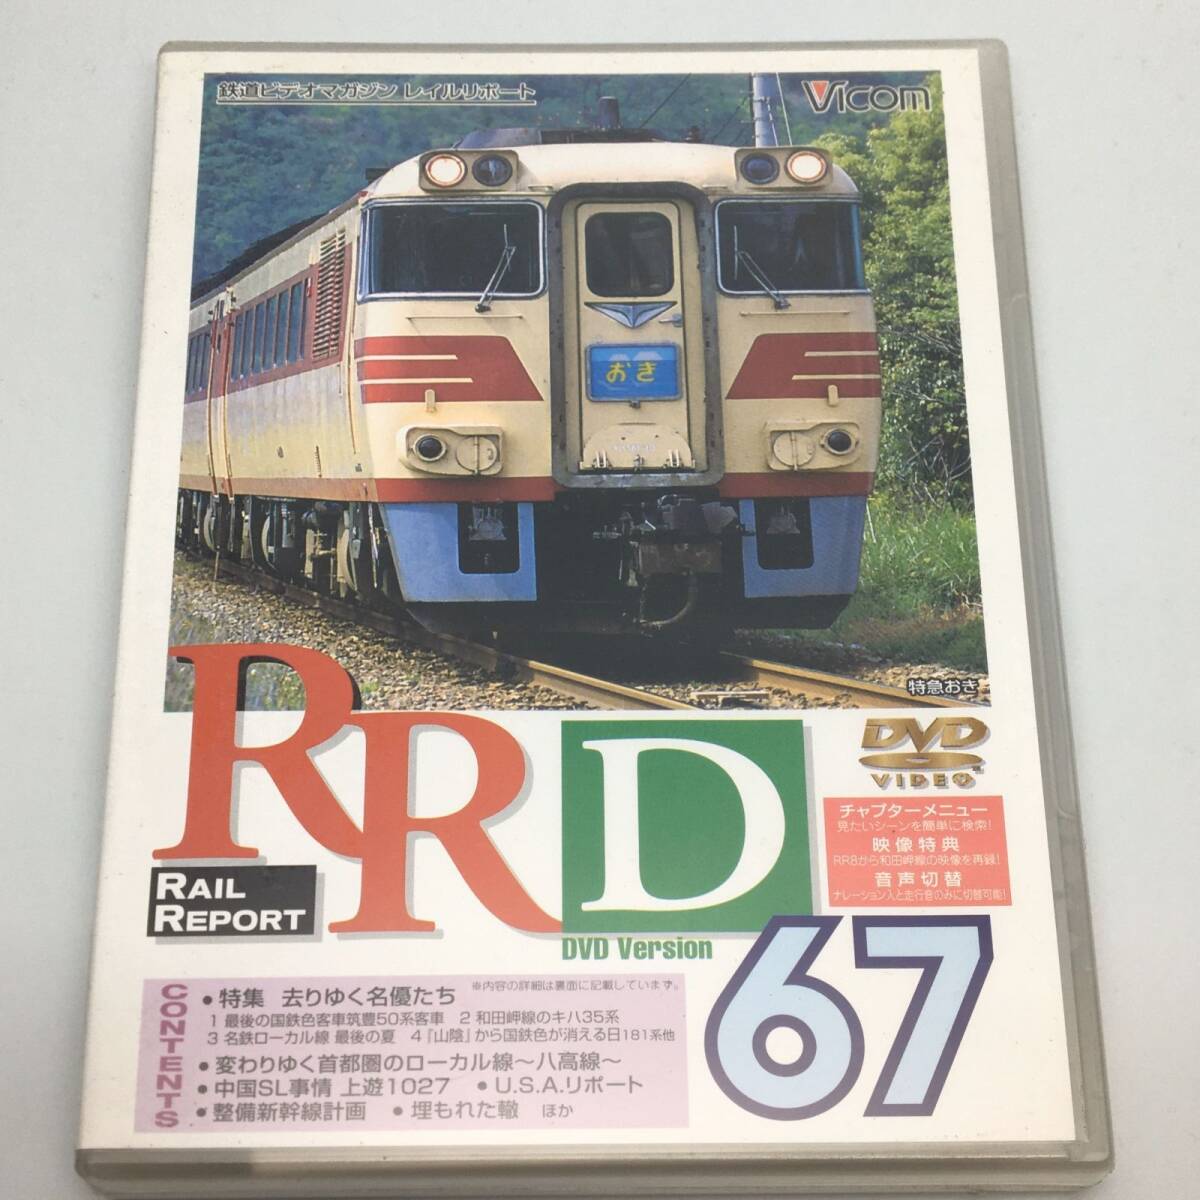 鉄道ビデオマガジン レイルリポート
Vicom
おき
特急おき
RRD
RAIL
REPORT
DVD Version
67
DVD
VIDEO
チャプターメニュー
見たいシーンを簡単に検索!
映像特典
RR8から和田岬線の映像を再録!
音声切替
ナレーション入と走行音のみに切替可能!
CONTENTS
●特集 去りゆく名優たち ※内容の詳細は裏面に記載しています。
1 最後の国鉄色客車筑豊50系客車 2 和田岬線のキハ35系
3 名鉄ローカル線 最後の夏 4『山陰』から国鉄色が消える日181系他
●変わりゆく首都圏のローカル線～八高線～
●中国SL事情 上遊1027 ●U.S.A.リポート
●整備新幹線計画 ●埋もれた轍 ほか